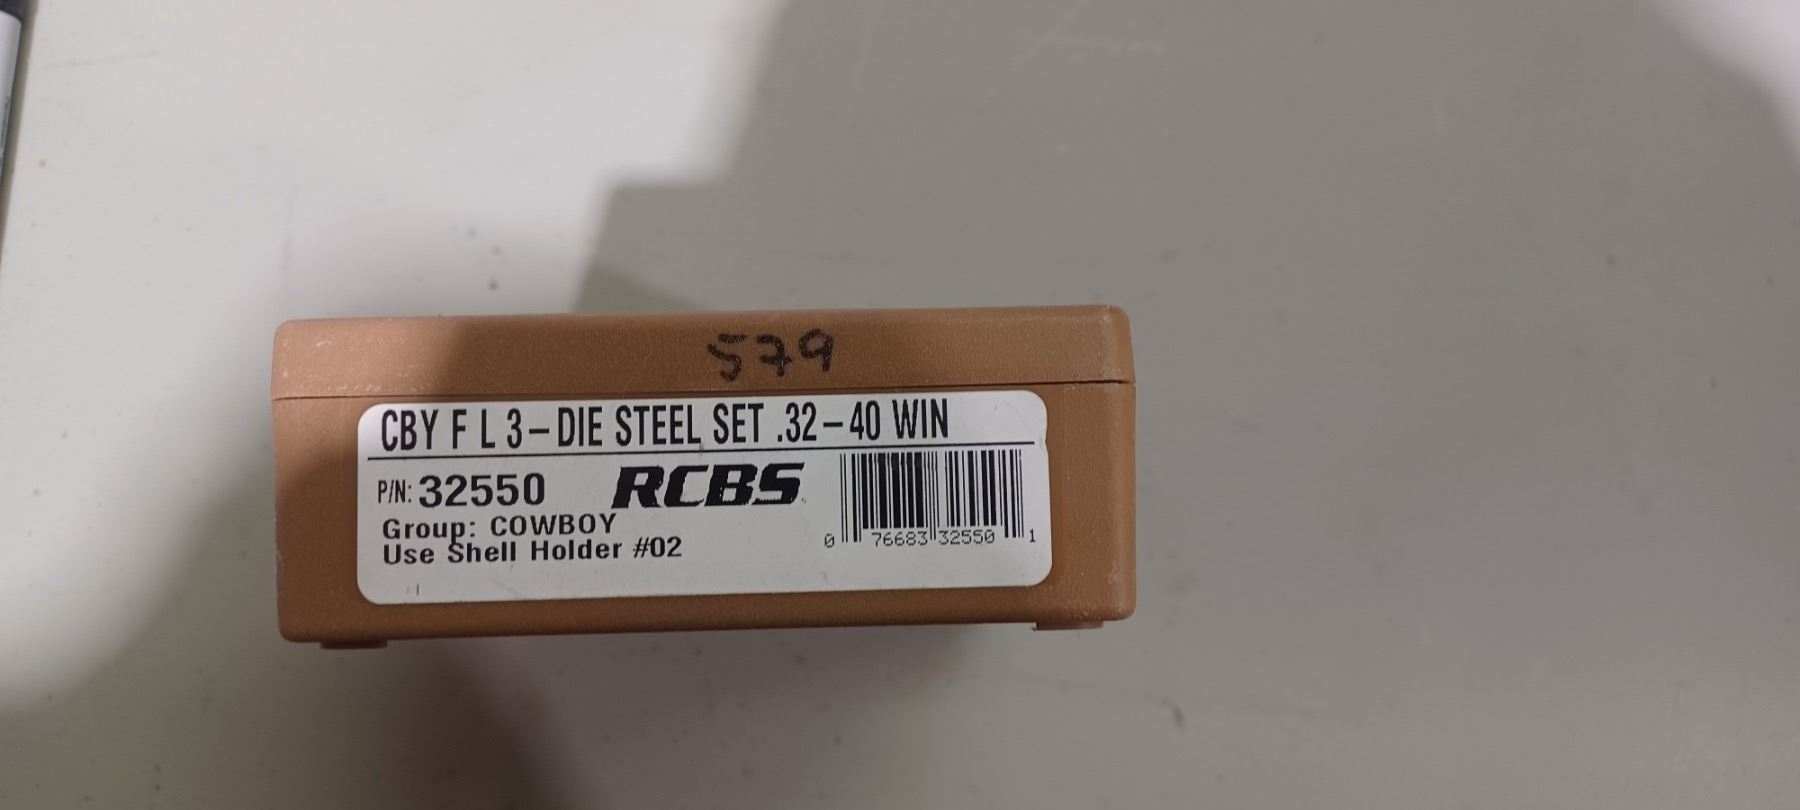 579
CBY F L 3-DIE STEEL SET .32-40 WIN
P/N: 32550 RCBS
Group: COWBOY
Use Shell Holder #02
0 76683 32550 1